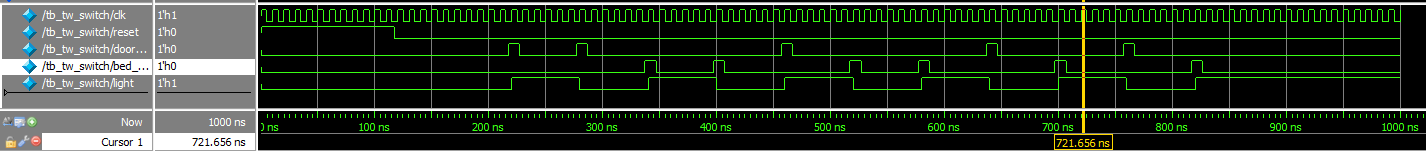 /tb_tw_switch/clk 1'h1
/tb_tw_switch/reset 1'h0
/tb_tw_switch/door... 1'h0
/tb_tw_switch/bed_... 1'h0
/tb_tw_switch/light 1'h1
Now 1000 ns 0 ns 100 ns 200 ns 300 ns 400 ns 500 ns 600 ns 700 ns 800 ns 900 ns 1000 ns
Cursor 1 721.656 ns 721.656 ns